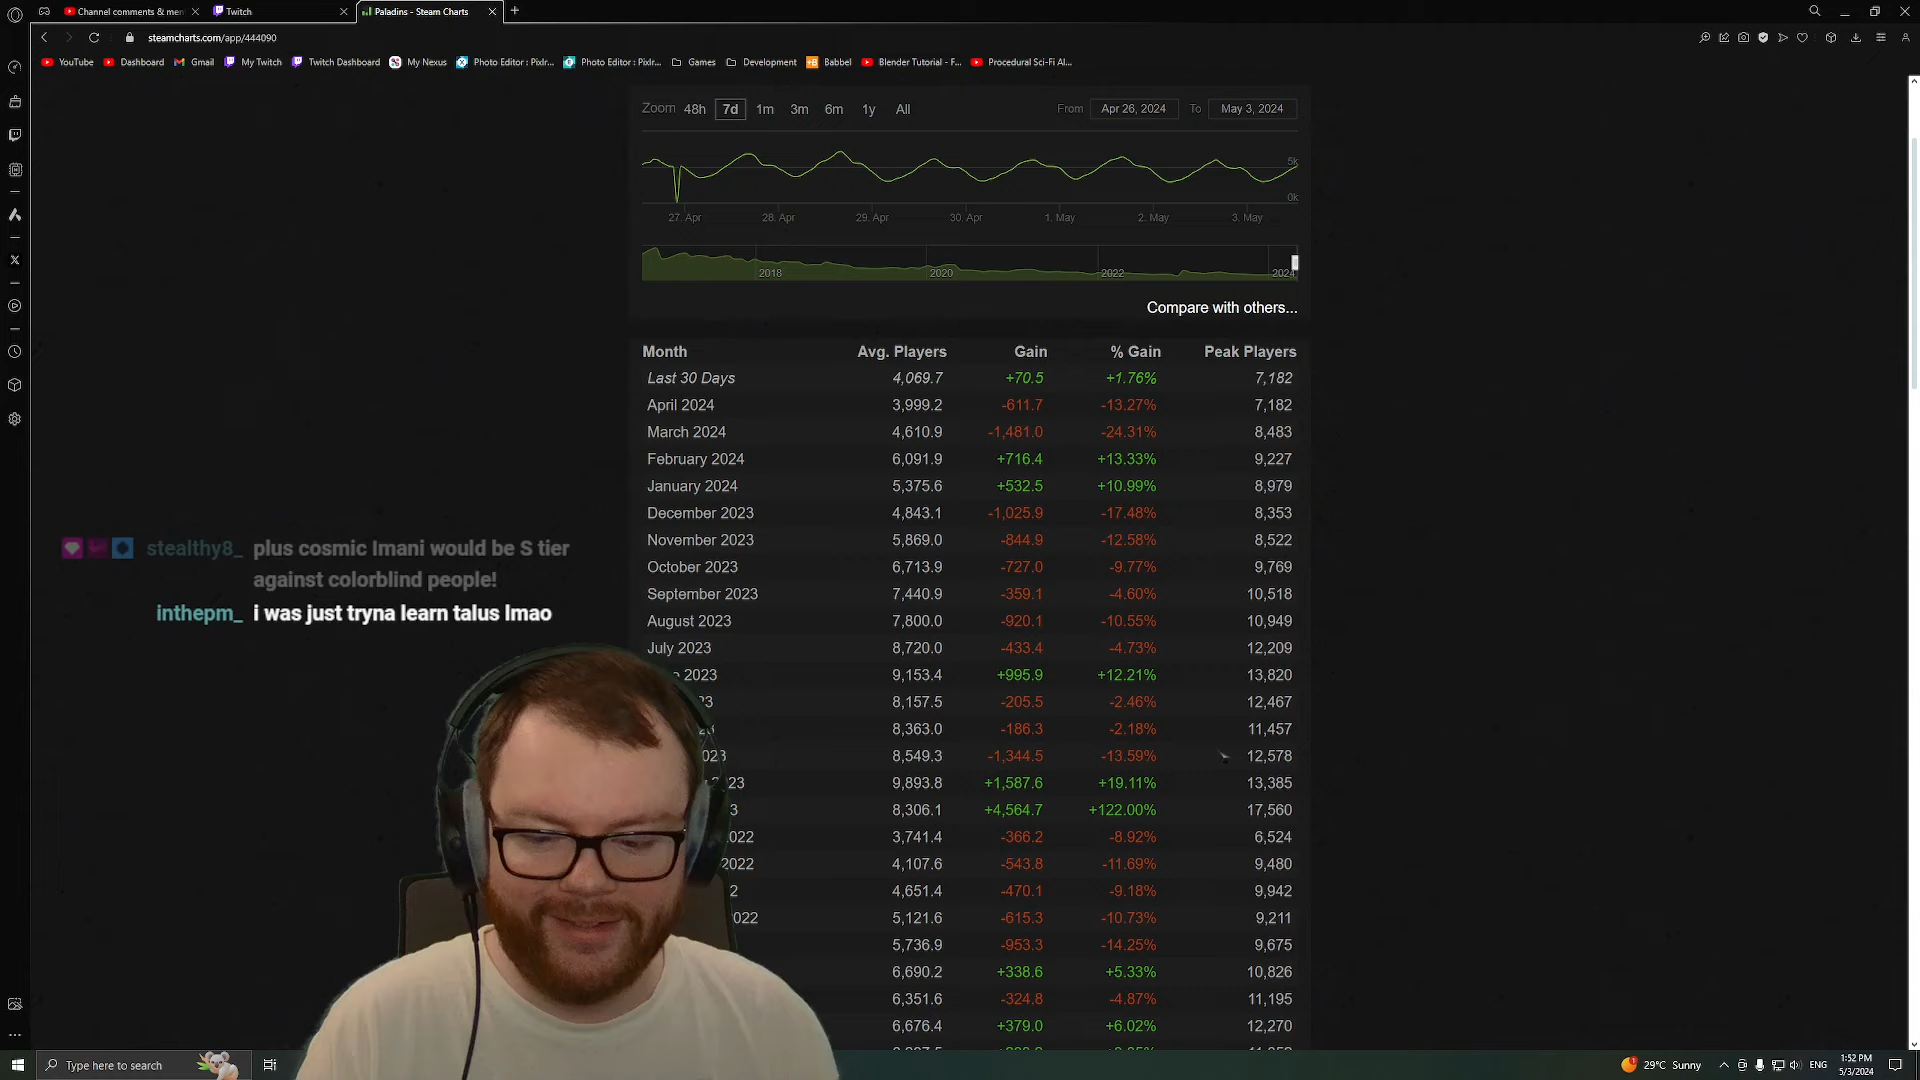 Channel comments & me
Twitch
Paladins - Steam Charts
steamcharts.com/app/444090
YouTube Dashboard Gmail My Twitch Twitch Dashboard My Nexus Photo Editor : Pixlr... Photo Editor : Pixlr... Games Development Babbel Blender Tutorial - F... Procedural Sci-Fi Al...
Zoom 48h 7d 1m 3m 6m 1y All From Apr 26, 2024 To May 3, 2024
5k
0k
27. Apr 28. Apr 29. Apr 30. Apr 1. May 2. May 3. May
2018 2020 2022 2024
Compare with others...
Month Avg. Players Gain % Gain Peak Players
Last 30 Days 4,069.7 +70.5 +1.76% 7,182
April 2024 3,999.2 -611.7 -13.27% 7,182
March 2024 4,610.9 -1,481.0 -24.31% 8,483
February 2024 6,091.9 +716.4 +13.33% 9,227
January 2024 5,375.6 +532.5 +10.99% 8,979
December 2023 4,843.1 -1,025.9 -17.48% 8,353
November 2023 5,869.0 -844.9 -12.58% 8,522
October 2023 6,713.9 -727.0 -9.77% 9,769
September 2023 7,440.9 -359.1 -4.60% 10,518
August 2023 7,800.0 -920.1 -10.55% 10,949
July 2023 8,720.0 -433.4 -4.73% 12,209
2023 9,153.4 +995.9 +12.21% 13,820
8,157.5 -205.5 -2.46% 12,467
8,363.0 -186.3 -2.18% 11,457
023 8,549.3 -1,344.5 -13.59% 12,578
23 9,893.8 +1,587.6 +19.11% 13,385
3 8,306.1 +4,564.7 +122.00% 17,560
022 3,741.4 -366.2 -8.92% 6,524
2022 4,107.6 -543.8 -11.69% 9,480
2 4,651.4 -470.1 -9.18% 9,942
022 5,121.6 -615.3 -10.73% 9,211
5,736.9 -953.3 -14.25% 9,675
6,690.2 +338.6 +5.33% 10,826
6,351.6 -324.8 -4.87% 11,195
6,676.4 +379.0 +6.02% 12,270
stealthy8_ plus cosmic Imani would be S tier
against colorblind people!
inthepm_ i was just tryna learn talus lmao
Type here to search
29°C Sunny
ENG
1:52 PM
5/3/2024